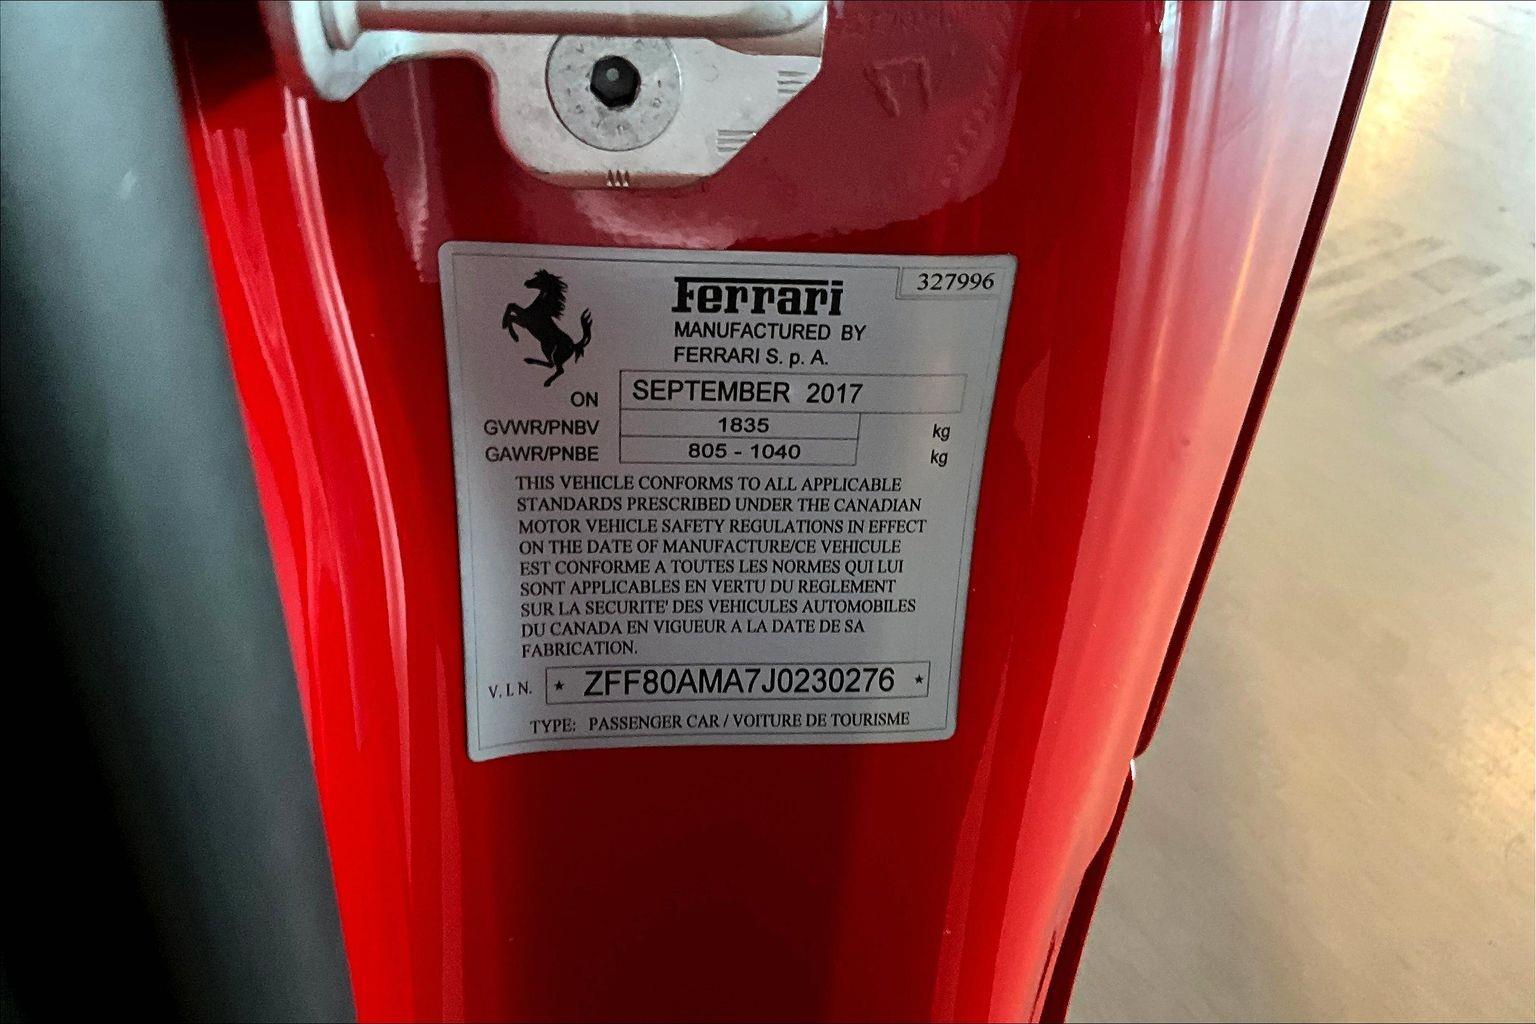 Ferrari
327996
MANUFACTURED BY
FERRARI S. p. A.
ON SEPTEMBER 2017
GVWR/PNBV 1835 kg
GAWR/PNBE 805 - 1040 kg
THIS VEHICLE CONFORMS TO ALL APPLICABLE
STANDARDS PRESCRIBED UNDER THE CANADIAN
MOTOR VEHICLE SAFETY REGULATIONS IN EFFECT
ON THE DATE OF MANUFACTURE/CE VEHICULE
EST CONFORME A TOUTES LES NORMES QUI LUI
SONT APPLICABLES EN VERTU DU REGLEMENT
SUR LA SECURITE' DES VEHICULES AUTOMOBILES
DU CANADA EN VIGUEUR A LA DATE DE SA
FABRICATION.
V. I. N. * ZFF80AMA7J0230276 *
TYPE: PASSENGER CAR / VOITURE DE TOURISME